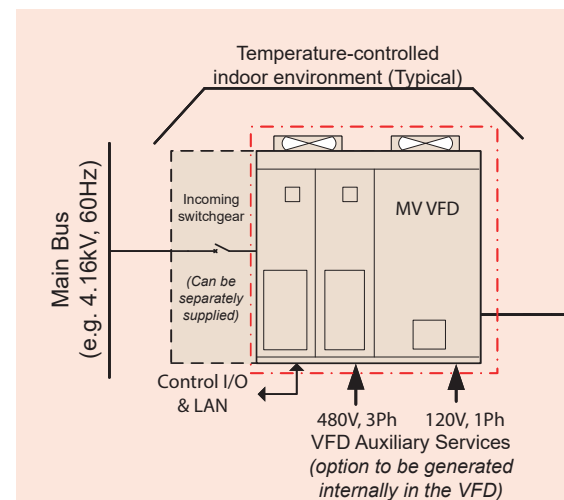 Temperature-controlled
indoor environment (Typical)
Main Bus
(e.g. 4.16kV, 60Hz)
Incoming
switchgear
(Can be
separately
supplied)
MV VFD
Control I/O
& LAN
480V, 3Ph 120V, 1Ph
VFD Auxiliary Services
(option to be generated
internally in the VFD)